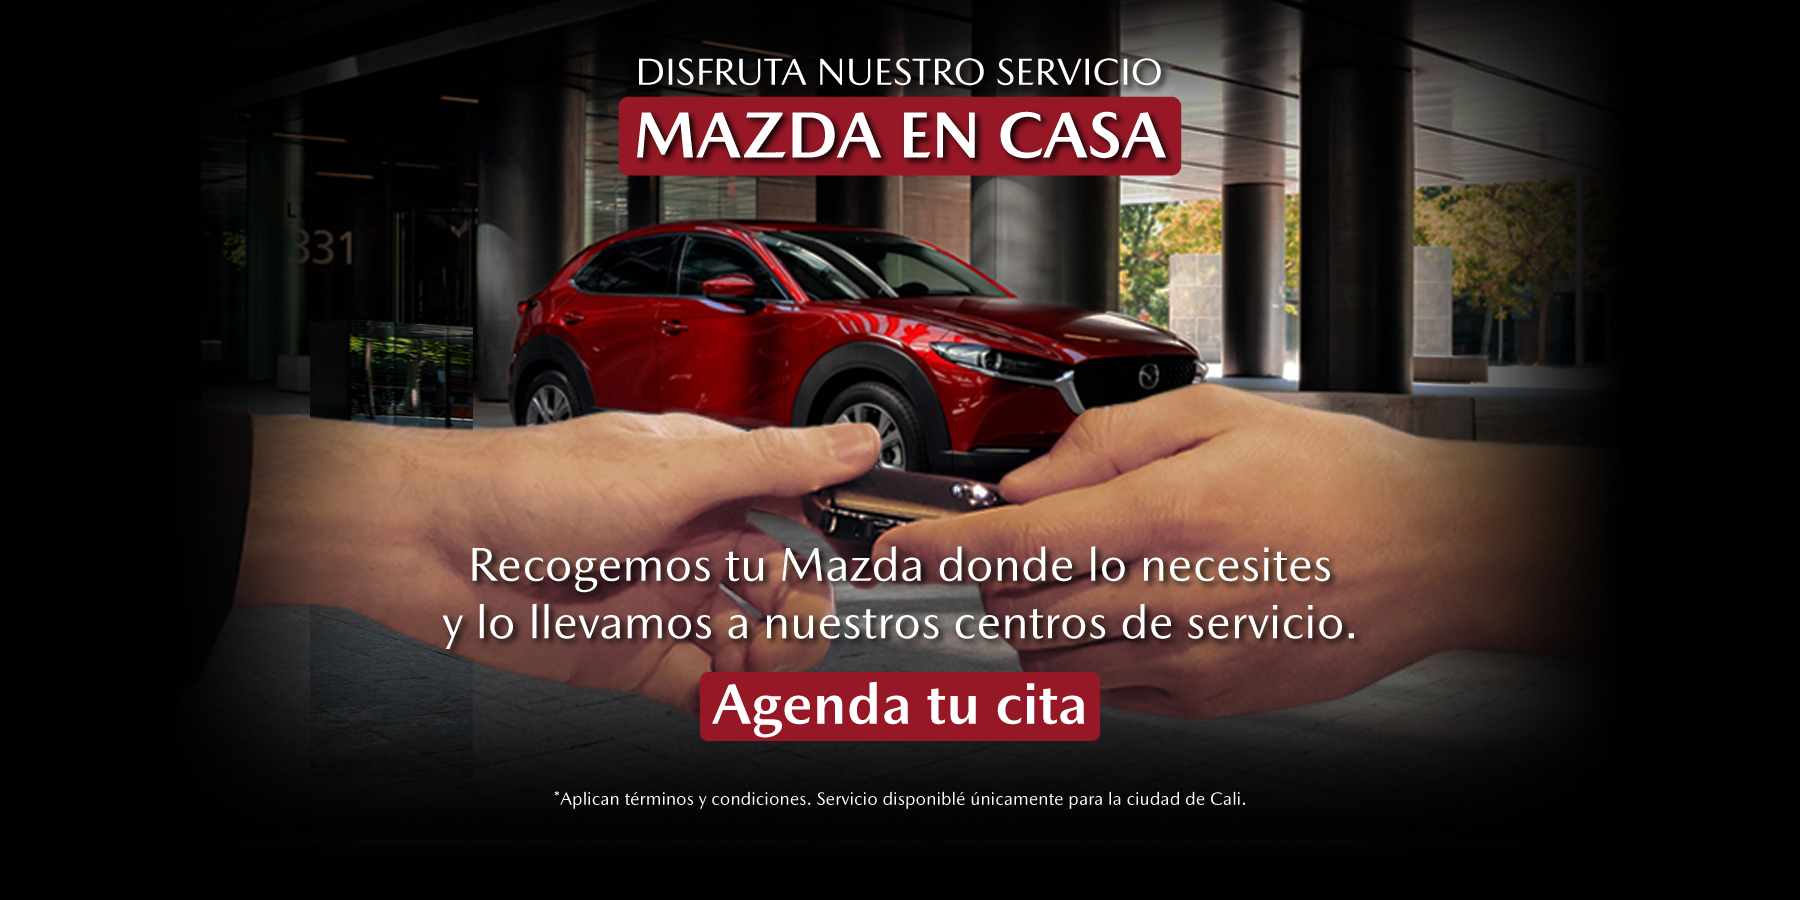 DISFRUTA NUESTRO SERVICIO
MAZDA EN CASA
331
Recogemos tu Mazda donde lo necesites
y lo llevamos a nuestros centros de servicio.
Agenda tu cita
*Aplican términos y condiciones. Servicio disponiblé únicamente para la ciudad de Cali.